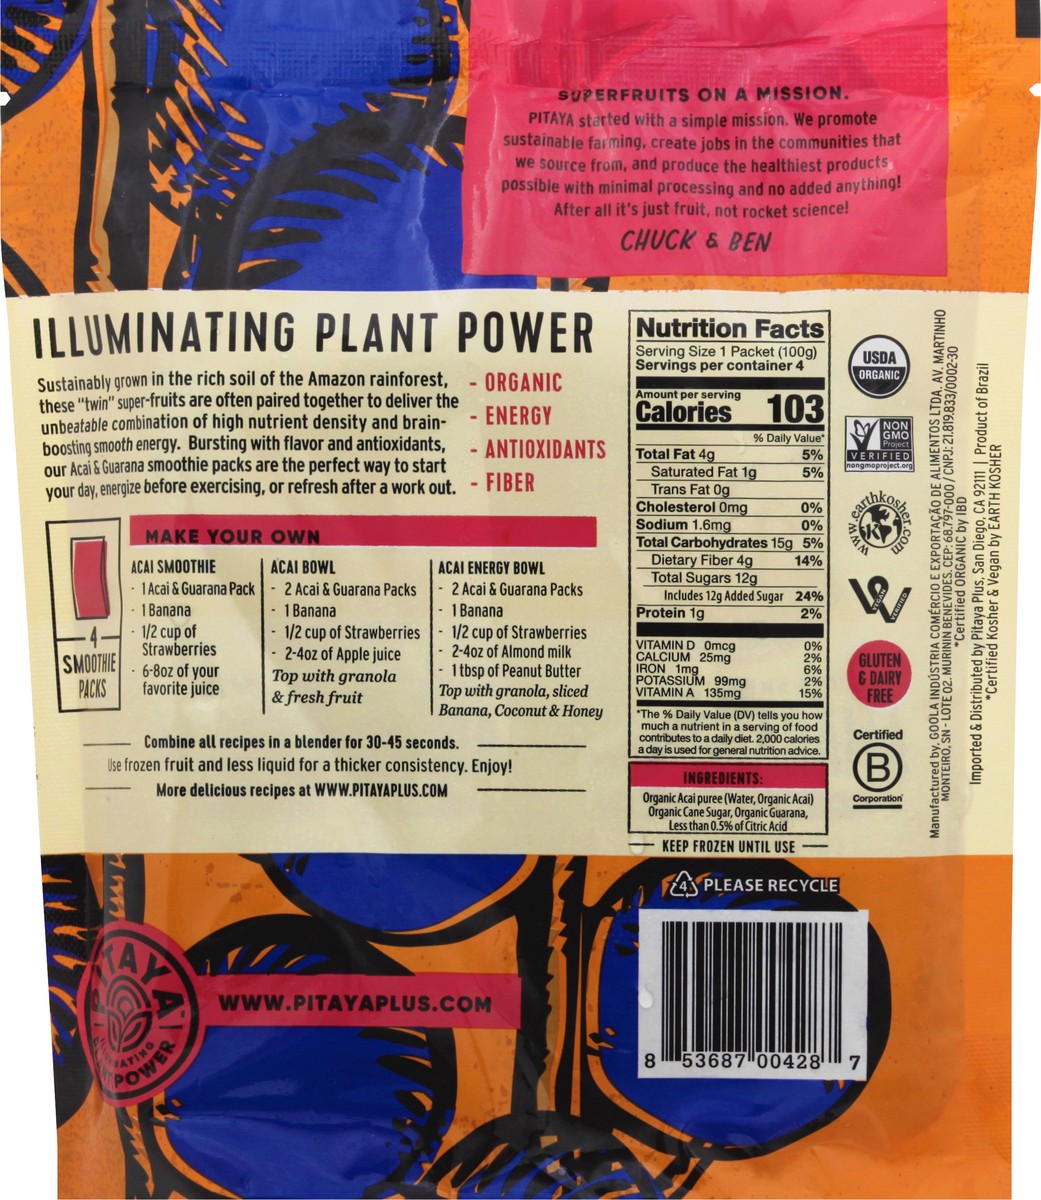 SUPERFRUITS ON A MISSION.
PITAYA started with a simple mission. We promote
sustainable farming, create jobs in the communities that
we source from, and produce the healthiest products
possible with minimal processing and no added anything!
After all it's just fruit, not rocket science!
CHUCK & BEN
ILLUMINATING PLANT POWER
Sustainably grown in the rich soil of the Amazon rainforest,
these "twin" super-fruits are often paired together to deliver the
unbeatable combination of high nutrient density and brain-
boosting smooth energy. Bursting with flavor and antioxidants,
our Acai & Guarana smoothie packs are the perfect way to start
your day, energize before exercising, or refresh after a work out.
- ORGANIC
- ENERGY
- ANTIOXIDANTS
- FIBER
4
SMOOTHIE
PACKS
MAKE YOUR OWN
ACAI SMOOTHIE
- 1 Acai & Guarana Pack
- 1 Banana
- 1/2 cup of
Strawberries
- 6-8oz of your
favorite juice
ACAI BOWL
- 2 Acai & Guarana Packs
- 1 Banana
- 1/2 cup of Strawberries
- 2-4oz of Apple juice
Top with granola
& fresh fruit
ACAI ENERGY BOWL
- 2 Acai & Guarana Packs
- 1 Banana
- 1/2 cup of Strawberries
- 2-4oz of Almond milk
- 1 tbsp of Peanut Butter
Top with granola, sliced
Banana, Coconut & Honey
Combine all recipes in a blender for 30-45 seconds.
Use frozen fruit and less liquid for a thicker consistency. Enjoy!
More delicious recipes at WWW.PITAYAPLUS.COM
Nutrition Facts
Serving Size 1 Packet (100g)
Servings per container 4
Amount per serving
Calories 103
% Daily Value*
Total Fat 4g 5%
Saturated Fat 1g 5%
Trans Fat 0g
Cholesterol 0mg 0%
Sodium 1.6mg 0%
Total Carbohydrates 15g 5%
Dietary Fiber 4g 14%
Total Sugars 12g
Includes 12g Added Sugar 24%
Protein 1g 2%
VITAMIN D 0mcg 0%
CALCIUM 25mg 2%
IRON 1mg 6%
POTASSIUM 99mg 2%
VITAMIN A 135mg 15%
*The % Daily Value (DV) tells you how
much a nutrient in a serving of food
contributes to a daily diet. 2,000 calories
a day is used for general nutrition advice.
INGREDIENTS:
Organic Acai puree (Water, Organic Acai)
Organic Cane Sugar, Organic Guarana,
Less than 0.5% of Citric Acid
KEEP FROZEN UNTIL USE
USDA
ORGANIC
NON
GMO
Project
VERIFIED
nongmoproject.org
www.earthkosher.com
K
VEGAN VERIFIED
GLUTEN
& DAIRY
FREE
Certified
B
Corporation
Manufactured by. GOOLA INDÚSTRIA COMÉRCIO E EXPORTAÇÃO DE ALIMENTOS LTDA. AV. MARTINHO
MONTEIRO, SN - LOTE 02. MURININ BENEVIDES. CEP: 68.797-000 / CNPJ: 21.819.833/0002-30
*Certified ORGANIC by IBD
Imported & Distributed by Pitaya Plus, San Diego, CA 92111 | Product of Brazil
*Certified Kosher & Vegan by EARTH KOSHER
4 PLEASE RECYCLE
PITAYA
ILLUMINATING
PLANT POWER
WWW.PITAYAPLUS.COM
8 53687 00428 7